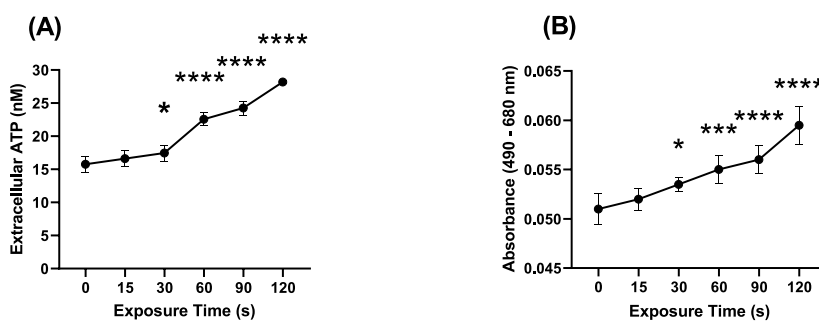 (A)
Extracellular ATP (nM)
30
25
20
15
10
5
0
*
****
****
****
0 15 30 60 90 120
Exposure Time (s)
(B)
Absorbance (490 - 680 nm)
0.065
0.060
0.055
0.050
0.045
*
***
****
****
0 15 30 60 90 120
Exposure Time (s)